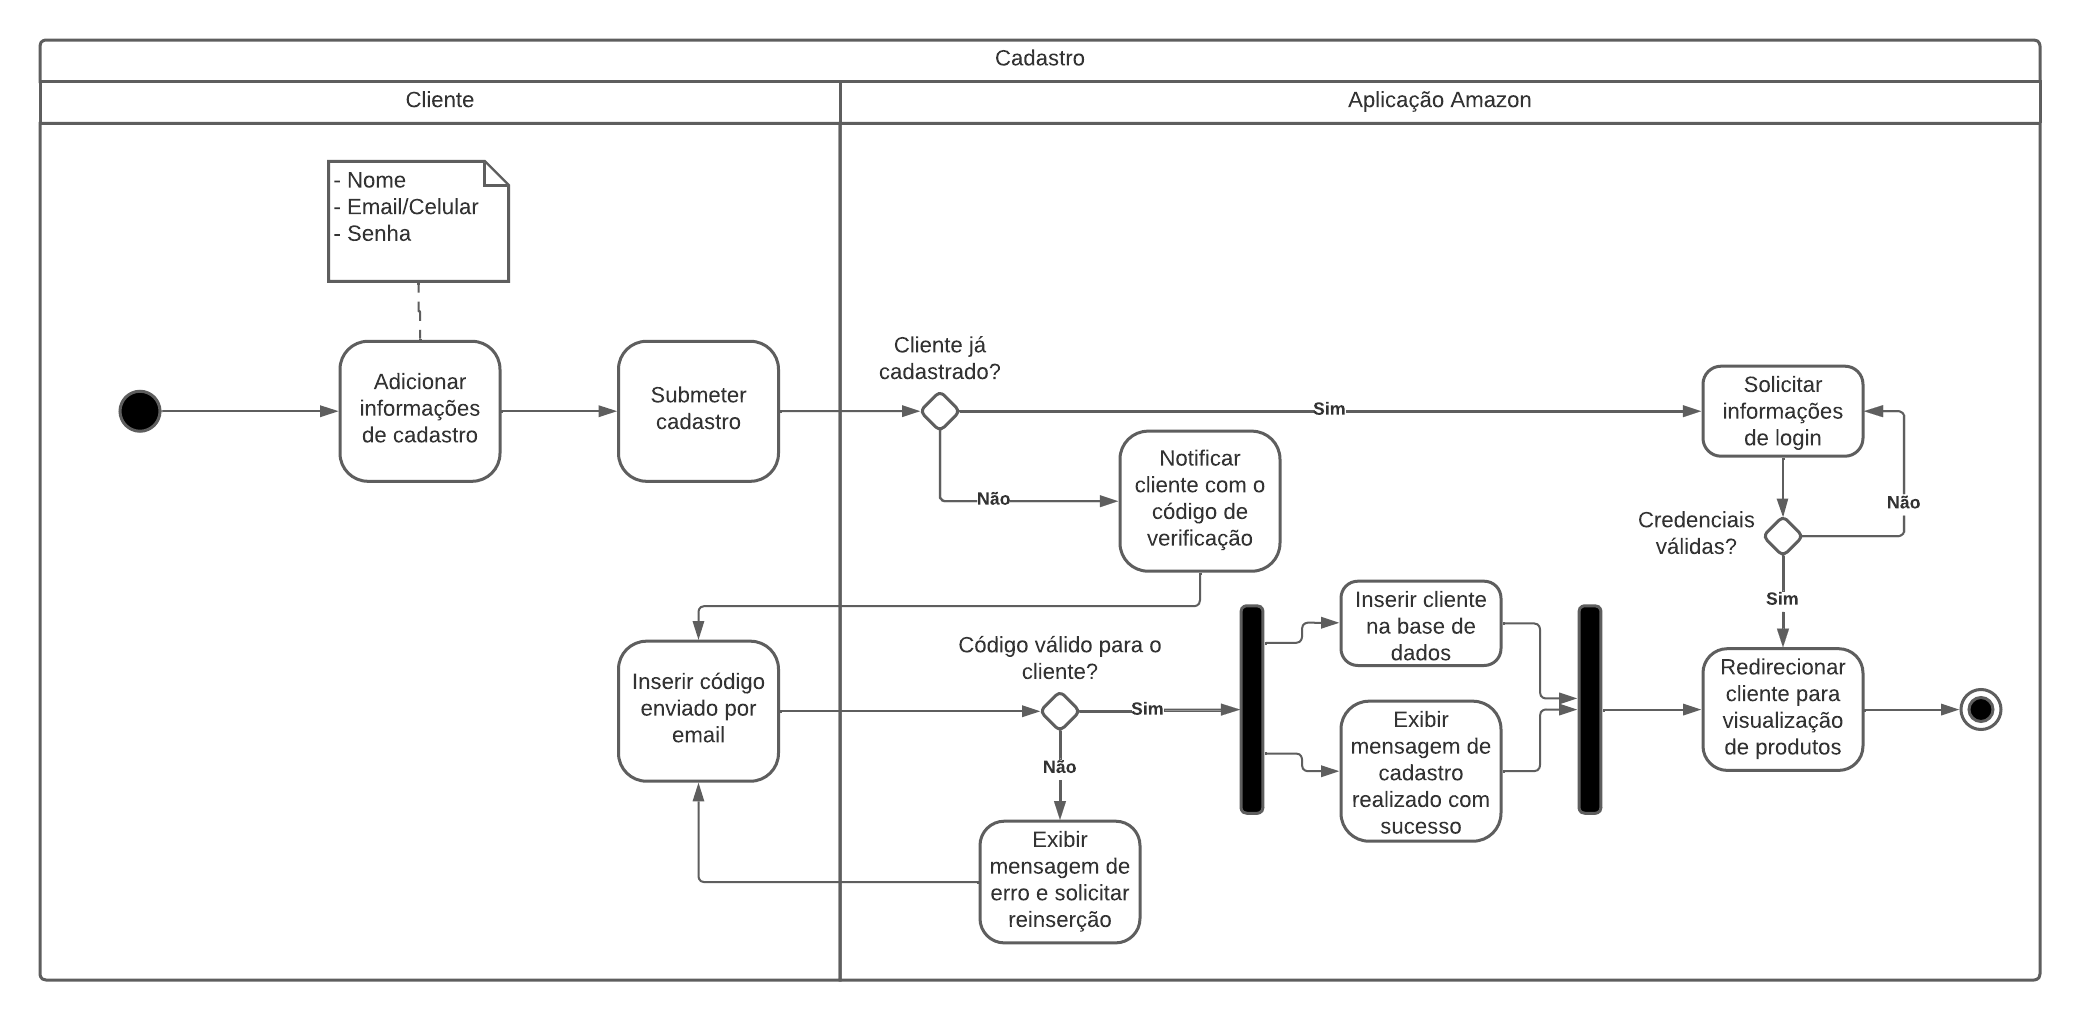 Cadastro
Cliente
Aplicação Amazon
- Nome
- Email/Celular
- Senha
Adicionar
informações
de cadastro
Submeter
cadastro
Cliente já
cadastrado?
Sim
Não
Notificar
cliente com o
código de
verificação
Solicitar
informações
de login
Credenciais
válidas?
Não
Sim
Inserir código
enviado por
email
Código válido para o
cliente?
Sim
Não
Exibir
mensagem de
erro e solicitar
reinserção
Inserir cliente
na base de
dados
Exibir
mensagem de
cadastro
realizado com
sucesso
Redirecionar
cliente para
visualização
de produtos